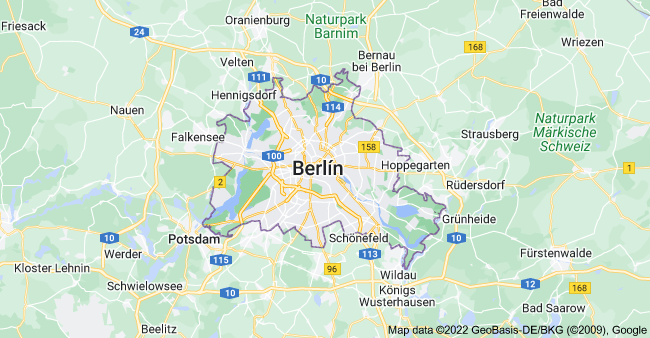 Friesack
Oranienburg
Naturpark
Barnim
Bad
Freienwalde
24
168
Wriezen
Velten
Bernau
bei Berlin
111
10
Hennigsdorf
114
Nauen
Naturpark
Märkische
Schweiz
Falkensee
Strausberg
158
100
Berlín
Hoppegarten
1
2
Rüdersdorf
Grünheide
Potsdam
Schönefeld
10
10
Werder
113
Fürstenwalde
115
96
Kloster Lehnin
Wildau
Schwielowsee
10
Königs
Wusterhausen
12
168
Bad Saarow
Beelitz
Map data ©2022 GeoBasis-DE/BKG (©2009), Google